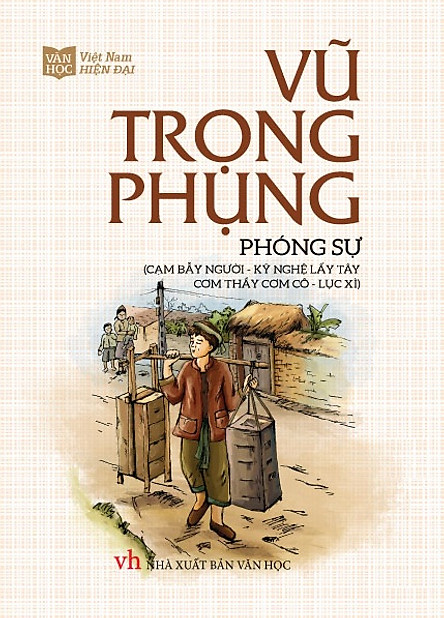 VĂN
HỌC
Việt Nam
HIỆN ĐẠI
VŨ
TRỌNG
PHỤNG
PHÓNG SỰ
(CẠM BẪY NGƯỜI - KỸ NGHỆ LẤY TÂY
CƠM THẦY CƠM CÔ - LỤC XÌ)
vh NHÀ XUẤT BẢN VĂN HỌC